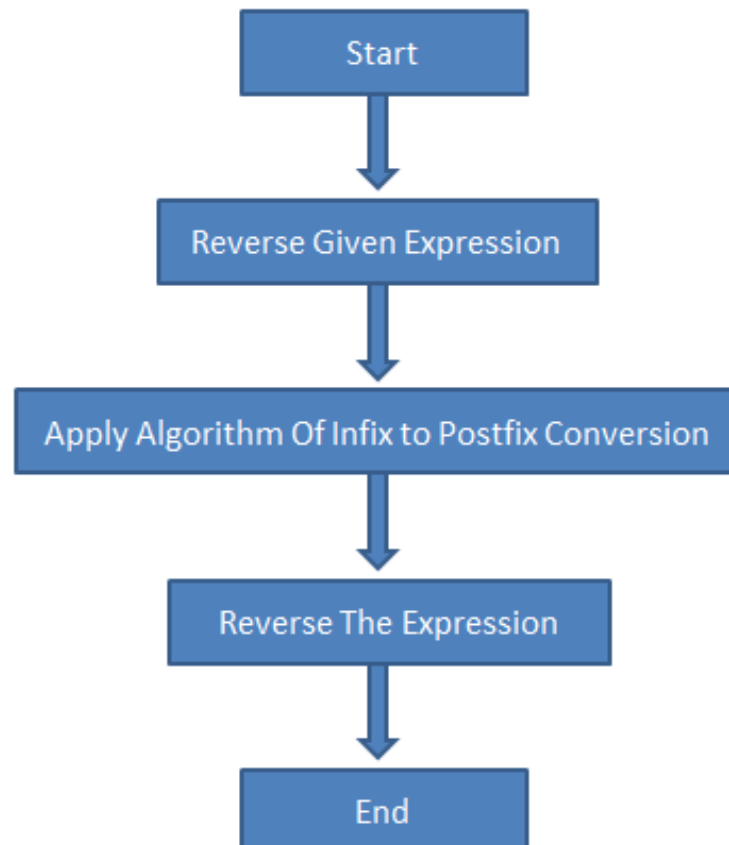 Start
Reverse Given Expression
Apply Algorithm Of Infix to Postfix Conversion
Reverse The Expression
End